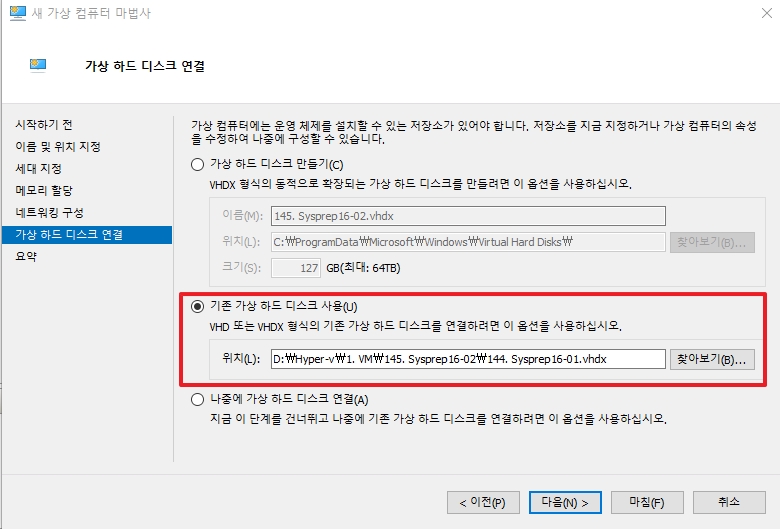 새 가상 컴퓨터 마법사
가상 하드 디스크 연결
시작하기 전
이름 및 위치 지정
세대 지정
메모리 할당
네트워킹 구성
가상 하드 디스크 연결
요약
가상 컴퓨터에는 운영 체제를 설치할 수 있는 저장소가 있어야 합니다. 저장소를 지금 지정하거나 가상 컴퓨터의 속성
을 수정하여 나중에 구성할 수 있습니다.
가상 하드 디스크 만들기(C)
VHDX 형식의 동적으로 확장되는 가상 하드 디스크를 만들려면 이 옵션을 사용하십시오.
이름(M): 145. Sysprep16-02.vhdx
위치(L): C:₩ProgramData₩Microsoft₩Windows₩Virtual Hard Disks₩ 찾아보기(B)...
크기(S): 127 GB(최대: 64TB)
기존 가상 하드 디스크 사용(U)
VHD 또는 VHDX 형식의 기존 가상 하드 디스크를 연결하려면 이 옵션을 사용하십시오.
위치(L): D:₩Hyper-v₩1. VM₩145. Sysprep16-02₩144. Sysprep16-01.vhdx 찾아보기(B)...
나중에 가상 하드 디스크 연결(A)
지금 이 단계를 건너뛰고 나중에 기존 가상 하드 디스크를 연결하려면 이 옵션을 사용하십시오.
< 이전(P) 다음(N) > 마침(F) 취소